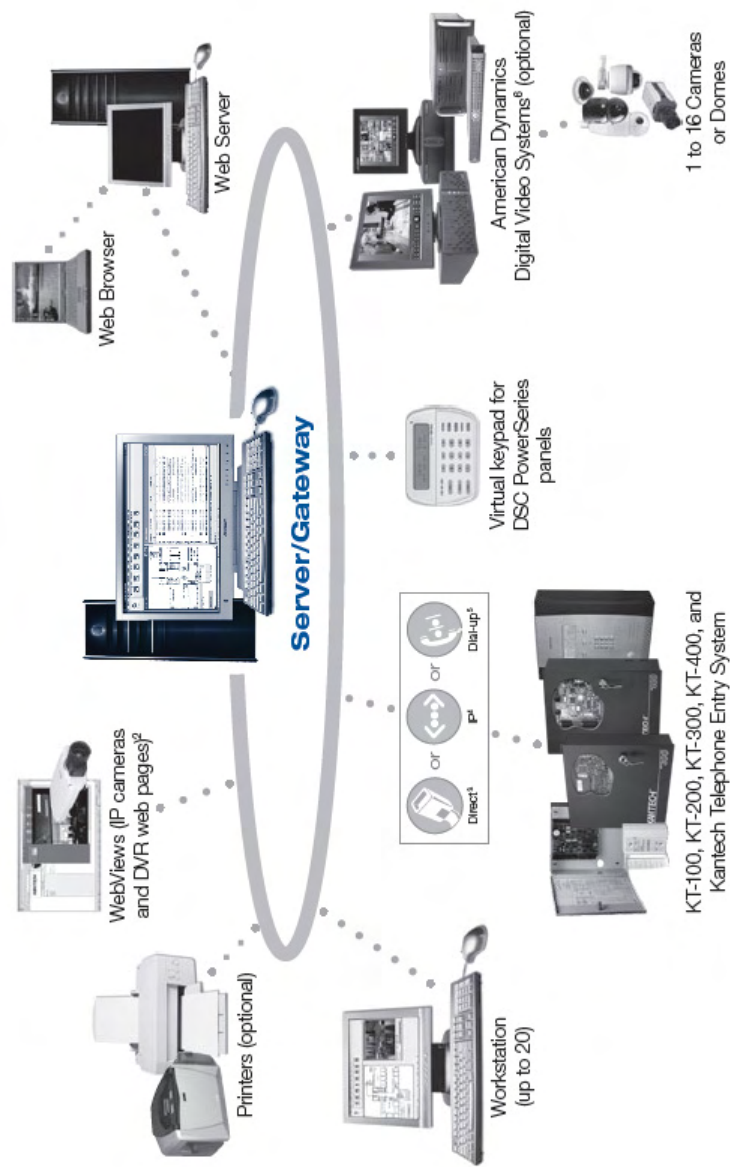 Printers (optional)
WebViews (IP cameras
and DVR web pages)²
Web Browser
Web Server
Server/Gateway
Workstation
(up to 20)
Direct³
or
IP⁴
or
Dial-up⁵
KT-100, KT-200, KT-300, KT-400, and
Kantech Telephone Entry System
Virtual keypad for
DSC PowerSeries
panels
American Dynamics
Digital Video Systems⁶ (optional)
1 to 16 Cameras
or Domes